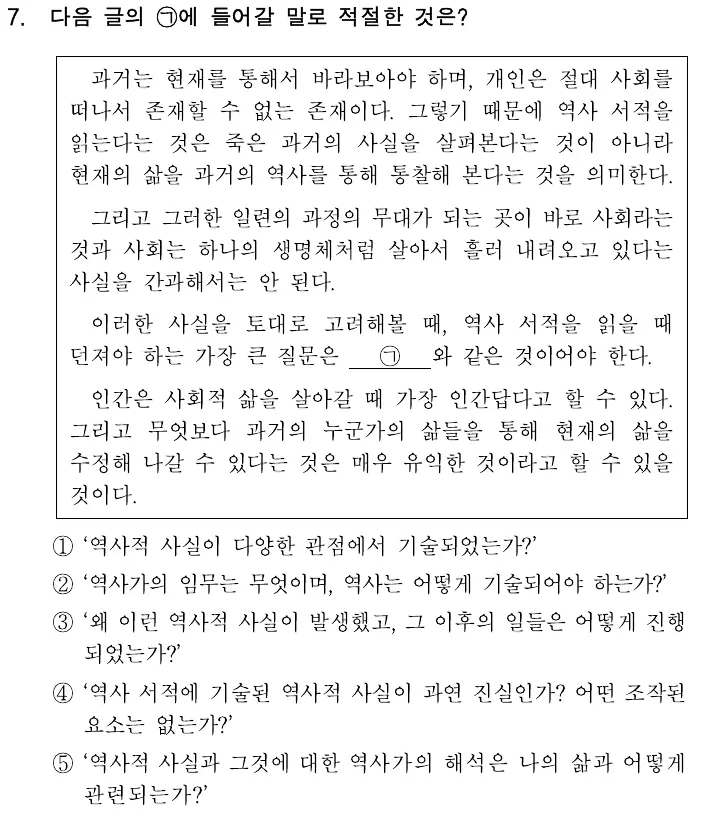 7. 다음 글의 ㉠에 들어갈 말로 적절한 것은?
과거는 현재를 통해서 바라보아야 하며, 개인은 절대 사회를
떠나서 존재할 수 없는 존재이다. 그렇기 때문에 역사 서적을
읽는다는 것은 죽은 과거의 사실을 살펴본다는 것이 아니라
현재의 삶을 과거의 역사를 통해 통찰해 본다는 것을 의미한다.
그리고 그러한 일련의 과정의 무대가 되는 곳이 바로 사회라는
것과 사회는 하나의 생명체처럼 살아서 흘러 내려오고 있다는
사실을 간과해서는 안 된다.
이러한 사실을 토대로 고려해볼 때, 역사 서적을 읽을 때
던져야 하는 가장 큰 질문은 ㉠ 와 같은 것이어야 한다.
인간은 사회적 삶을 살아갈 때 가장 인간답다고 할 수 있다.
그리고 무엇보다 과거의 누군가의 삶들을 통해 현재의 삶을
수정해 나갈 수 있다는 것은 매우 유익한 것이라고 할 수 있을
것이다.
① ‘역사적 사실이 다양한 관점에서 기술되었는가?’
② ‘역사가의 임무는 무엇이며, 역사는 어떻게 기술되어야 하는가?’
③ ‘왜 이런 역사적 사실이 발생했고, 그 이후의 일들은 어떻게 진행
되었는가?’
④ ‘역사 서적에 기술된 역사적 사실이 과연 진실인가? 어떤 조작된
요소는 없는가?’
⑤ ‘역사적 사실과 그것에 대한 역사가의 해석은 나의 삶과 어떻게
관련되는가?’